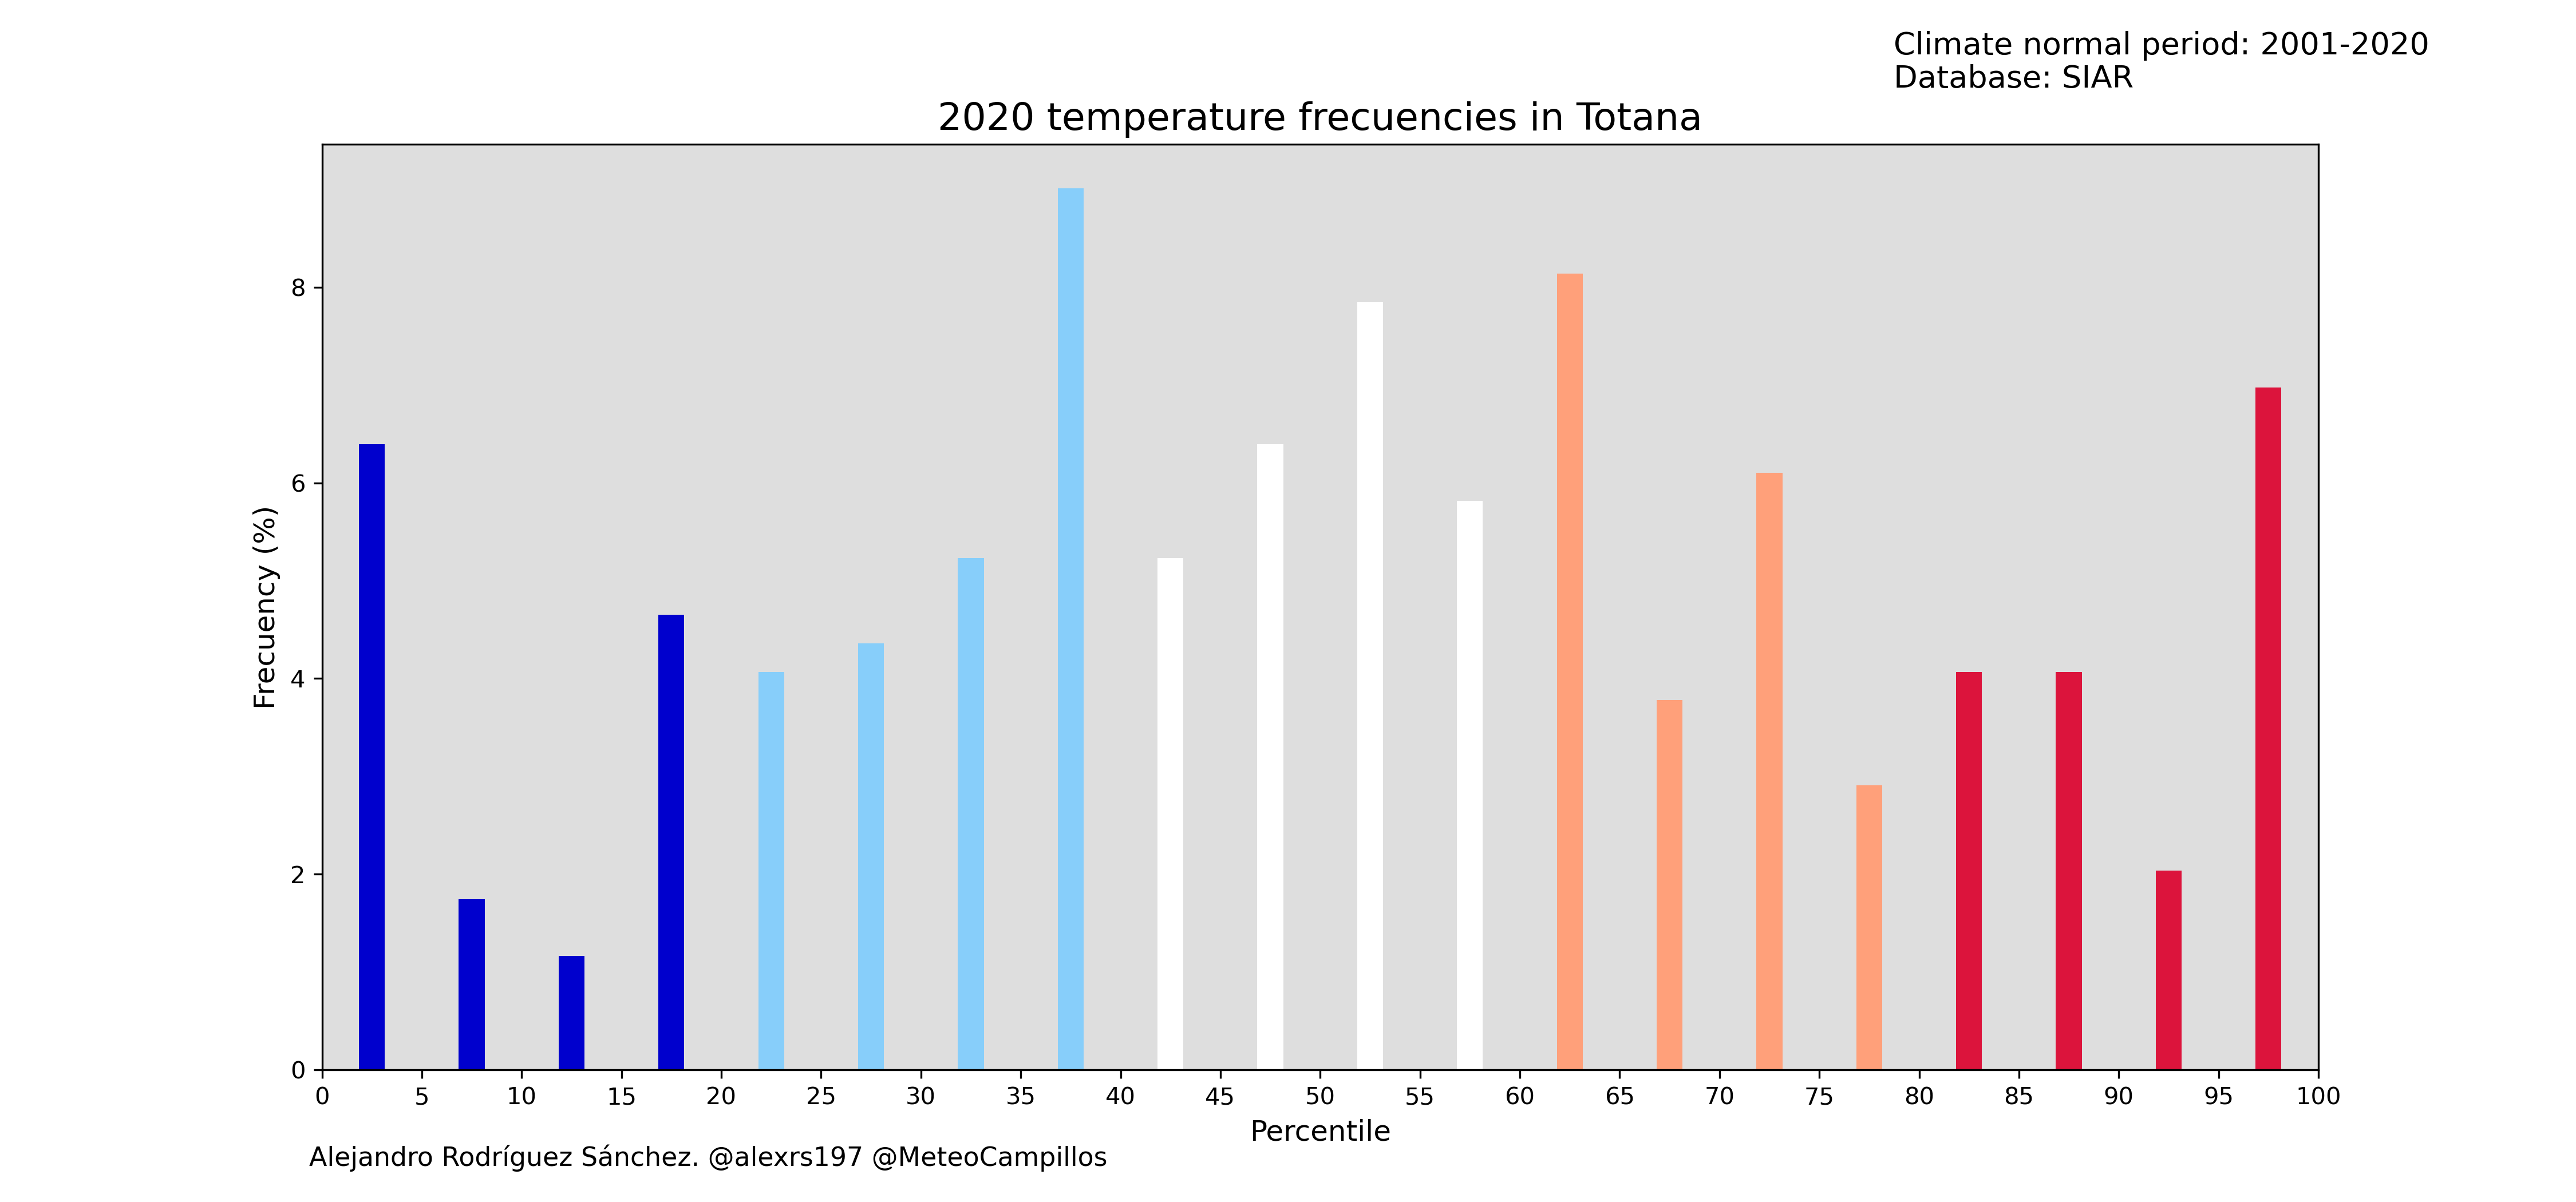 Climate normal period: 2001-2020
Database: SIAR
2020 temperature frecuencies in Totana
Frecuency (%)
8
6
4
2
0
0 5 10 15 20 25 30 35 40 45 50 55 60 65 70 75 80 85 90 95 100
Percentile
Alejandro Rodríguez Sánchez. @alexrs197 @MeteoCampillos